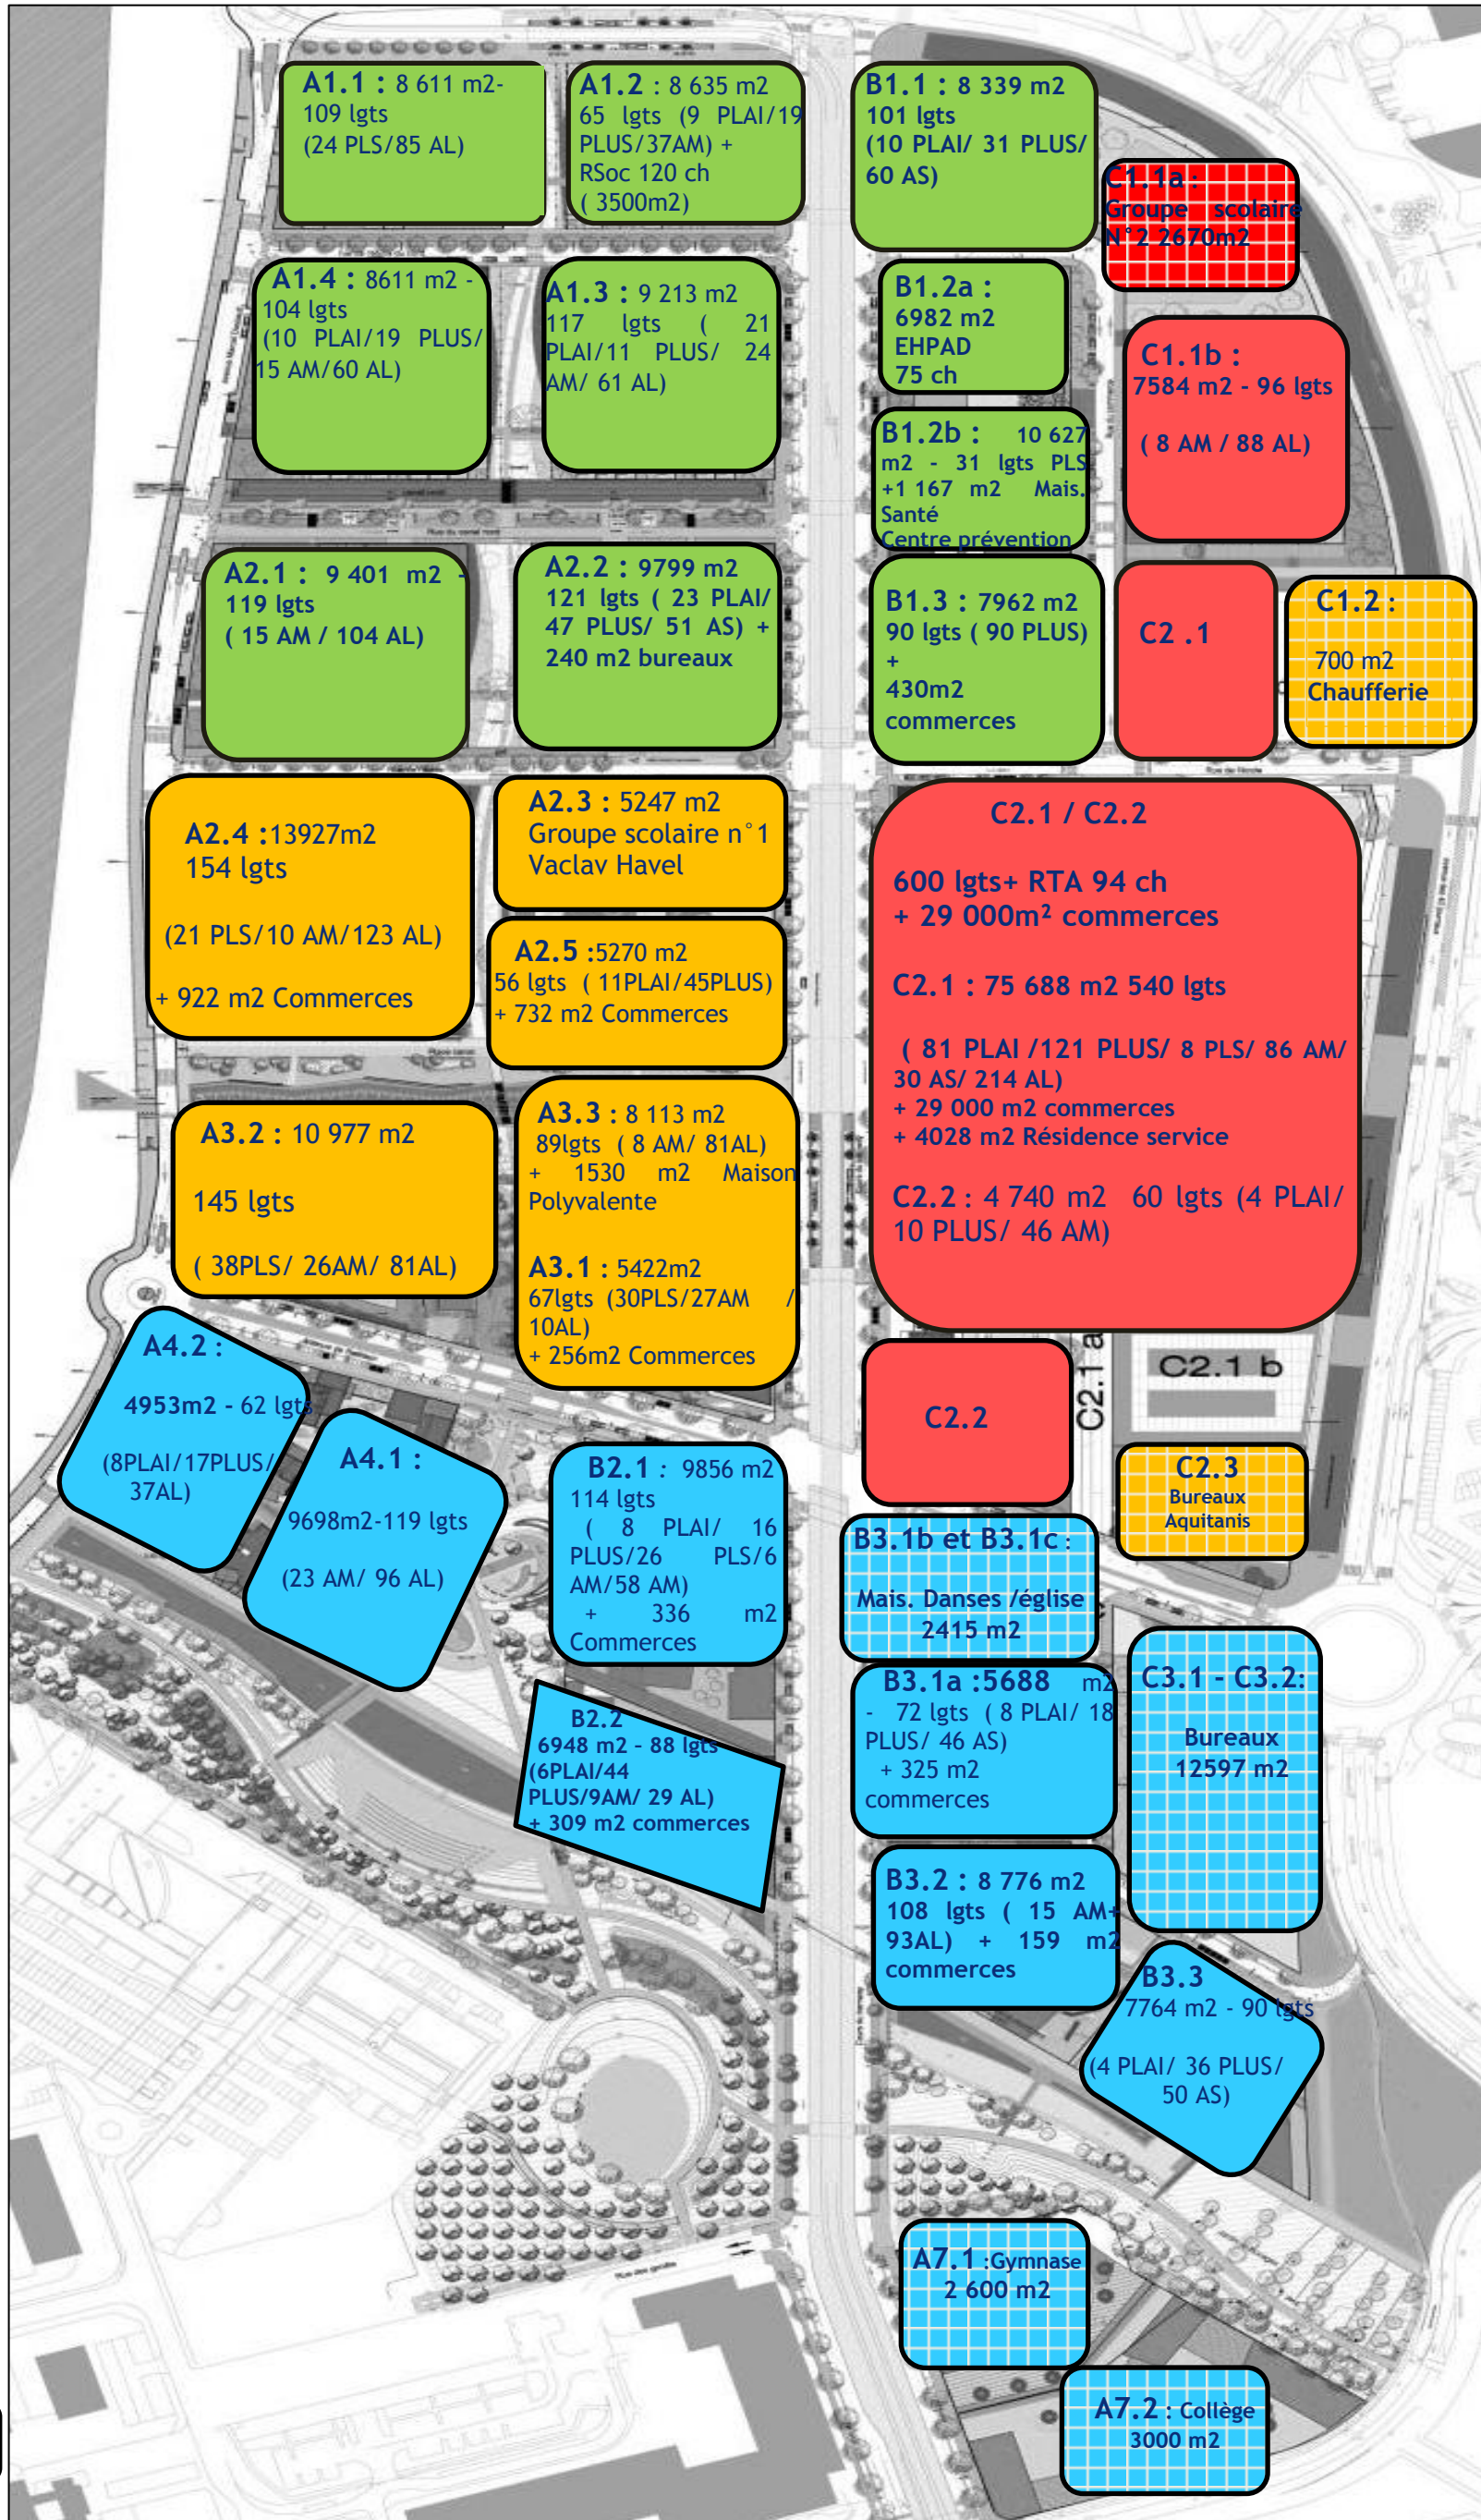 A1.1 : 8 611 m2-
109 lgts
(24 PLS/85 AL)
A1.2 : 8 635 m2
65 lgts (9 PLAI/19
PLUS/37AM) +
RSoc 120 ch
( 3500m2)
B1.1 : 8 339 m2
101 lgts
(10 PLAI/ 31 PLUS/
60 AS)
C1.1a :
Groupe scolaire
N°2 2670m2
A1.4 : 8611 m2 -
104 lgts
(10 PLAI/19 PLUS/
15 AM/60 AL)
A1.3 : 9 213 m2
117 lgts ( 21
PLAI/11 PLUS/ 24
AM/ 61 AL)
B1.2a :
6982 m2
EHPAD
75 ch
C1.1b :
7584 m2 - 96 lgts
( 8 AM / 88 AL)
B1.2b : 10 627
m2 - 31 lgts PLS
+1 167 m2 Mais.
Santé
Centre prévention
A2.1 : 9 401 m2 -
119 lgts
( 15 AM / 104 AL)
A2.2 : 9799 m2
121 lgts ( 23 PLAI/
47 PLUS/ 51 AS) +
240 m2 bureaux
B1.3 : 7962 m2
90 lgts ( 90 PLUS)
+
430m2
commerces
C2 .1
C1.2 :
700 m2
Chaufferie
A2.4 :13927m2
154 lgts
(21 PLS/10 AM/123 AL)
+ 922 m2 Commerces
A2.3 : 5247 m2
Groupe scolaire n°1
Vaclav Havel
A2.5 :5270 m2
56 lgts ( 11PLAI/45PLUS)
+ 732 m2 Commerces
C2.1 / C2.2
600 lgts+ RTA 94 ch
+ 29 000m² commerces
C2.1 : 75 688 m2 540 lgts
( 81 PLAI /121 PLUS/ 8 PLS/ 86 AM/
30 AS/ 214 AL)
+ 29 000 m2 commerces
+ 4028 m2 Résidence service
C2.2 : 4 740 m2 60 lgts (4 PLAI/
10 PLUS/ 46 AM)
A3.2 : 10 977 m2
145 lgts
( 38PLS/ 26AM/ 81AL)
A3.3 : 8 113 m2
89lgts ( 8 AM/ 81AL)
+ 1530 m2 Maison
Polyvalente
A3.1 : 5422m2
67lgts (30PLS/27AM /
10AL)
+ 256m2 Commerces
A4.2 :
4953m2 - 62 lgts
(8PLAI/17PLUS/
37AL)
A4.1 :
9698m2-119 lgts
(23 AM/ 96 AL)
B2.1 : 9856 m2
114 lgts
( 8 PLAI/ 16
PLUS/26 PLS/6
AM/58 AM)
+ 336 m2
Commerces
C2.2
C2.1 a
C2.1 b
C2.3
Bureaux
Aquitanis
B3.1b et B3.1c :
Mais. Danses /église
2415 m2
B2.2
6948 m2 - 88 lgts
(6PLAI/44
PLUS/9AM/ 29 AL)
+ 309 m2 commerces
B3.1a :5688 m2
- 72 lgts ( 8 PLAI/ 18
PLUS/ 46 AS)
+ 325 m2
commerces
C3.1 - C3.2:
Bureaux
12597 m2
B3.2 : 8 776 m2
108 lgts ( 15 AM+
93AL) + 159 m2
commerces
B3.3
7764 m2 - 90 lgts
(4 PLAI/ 36 PLUS/
50 AS)
A7.1 :Gymnase
2 600 m2
A7.2 : Collège
3000 m2